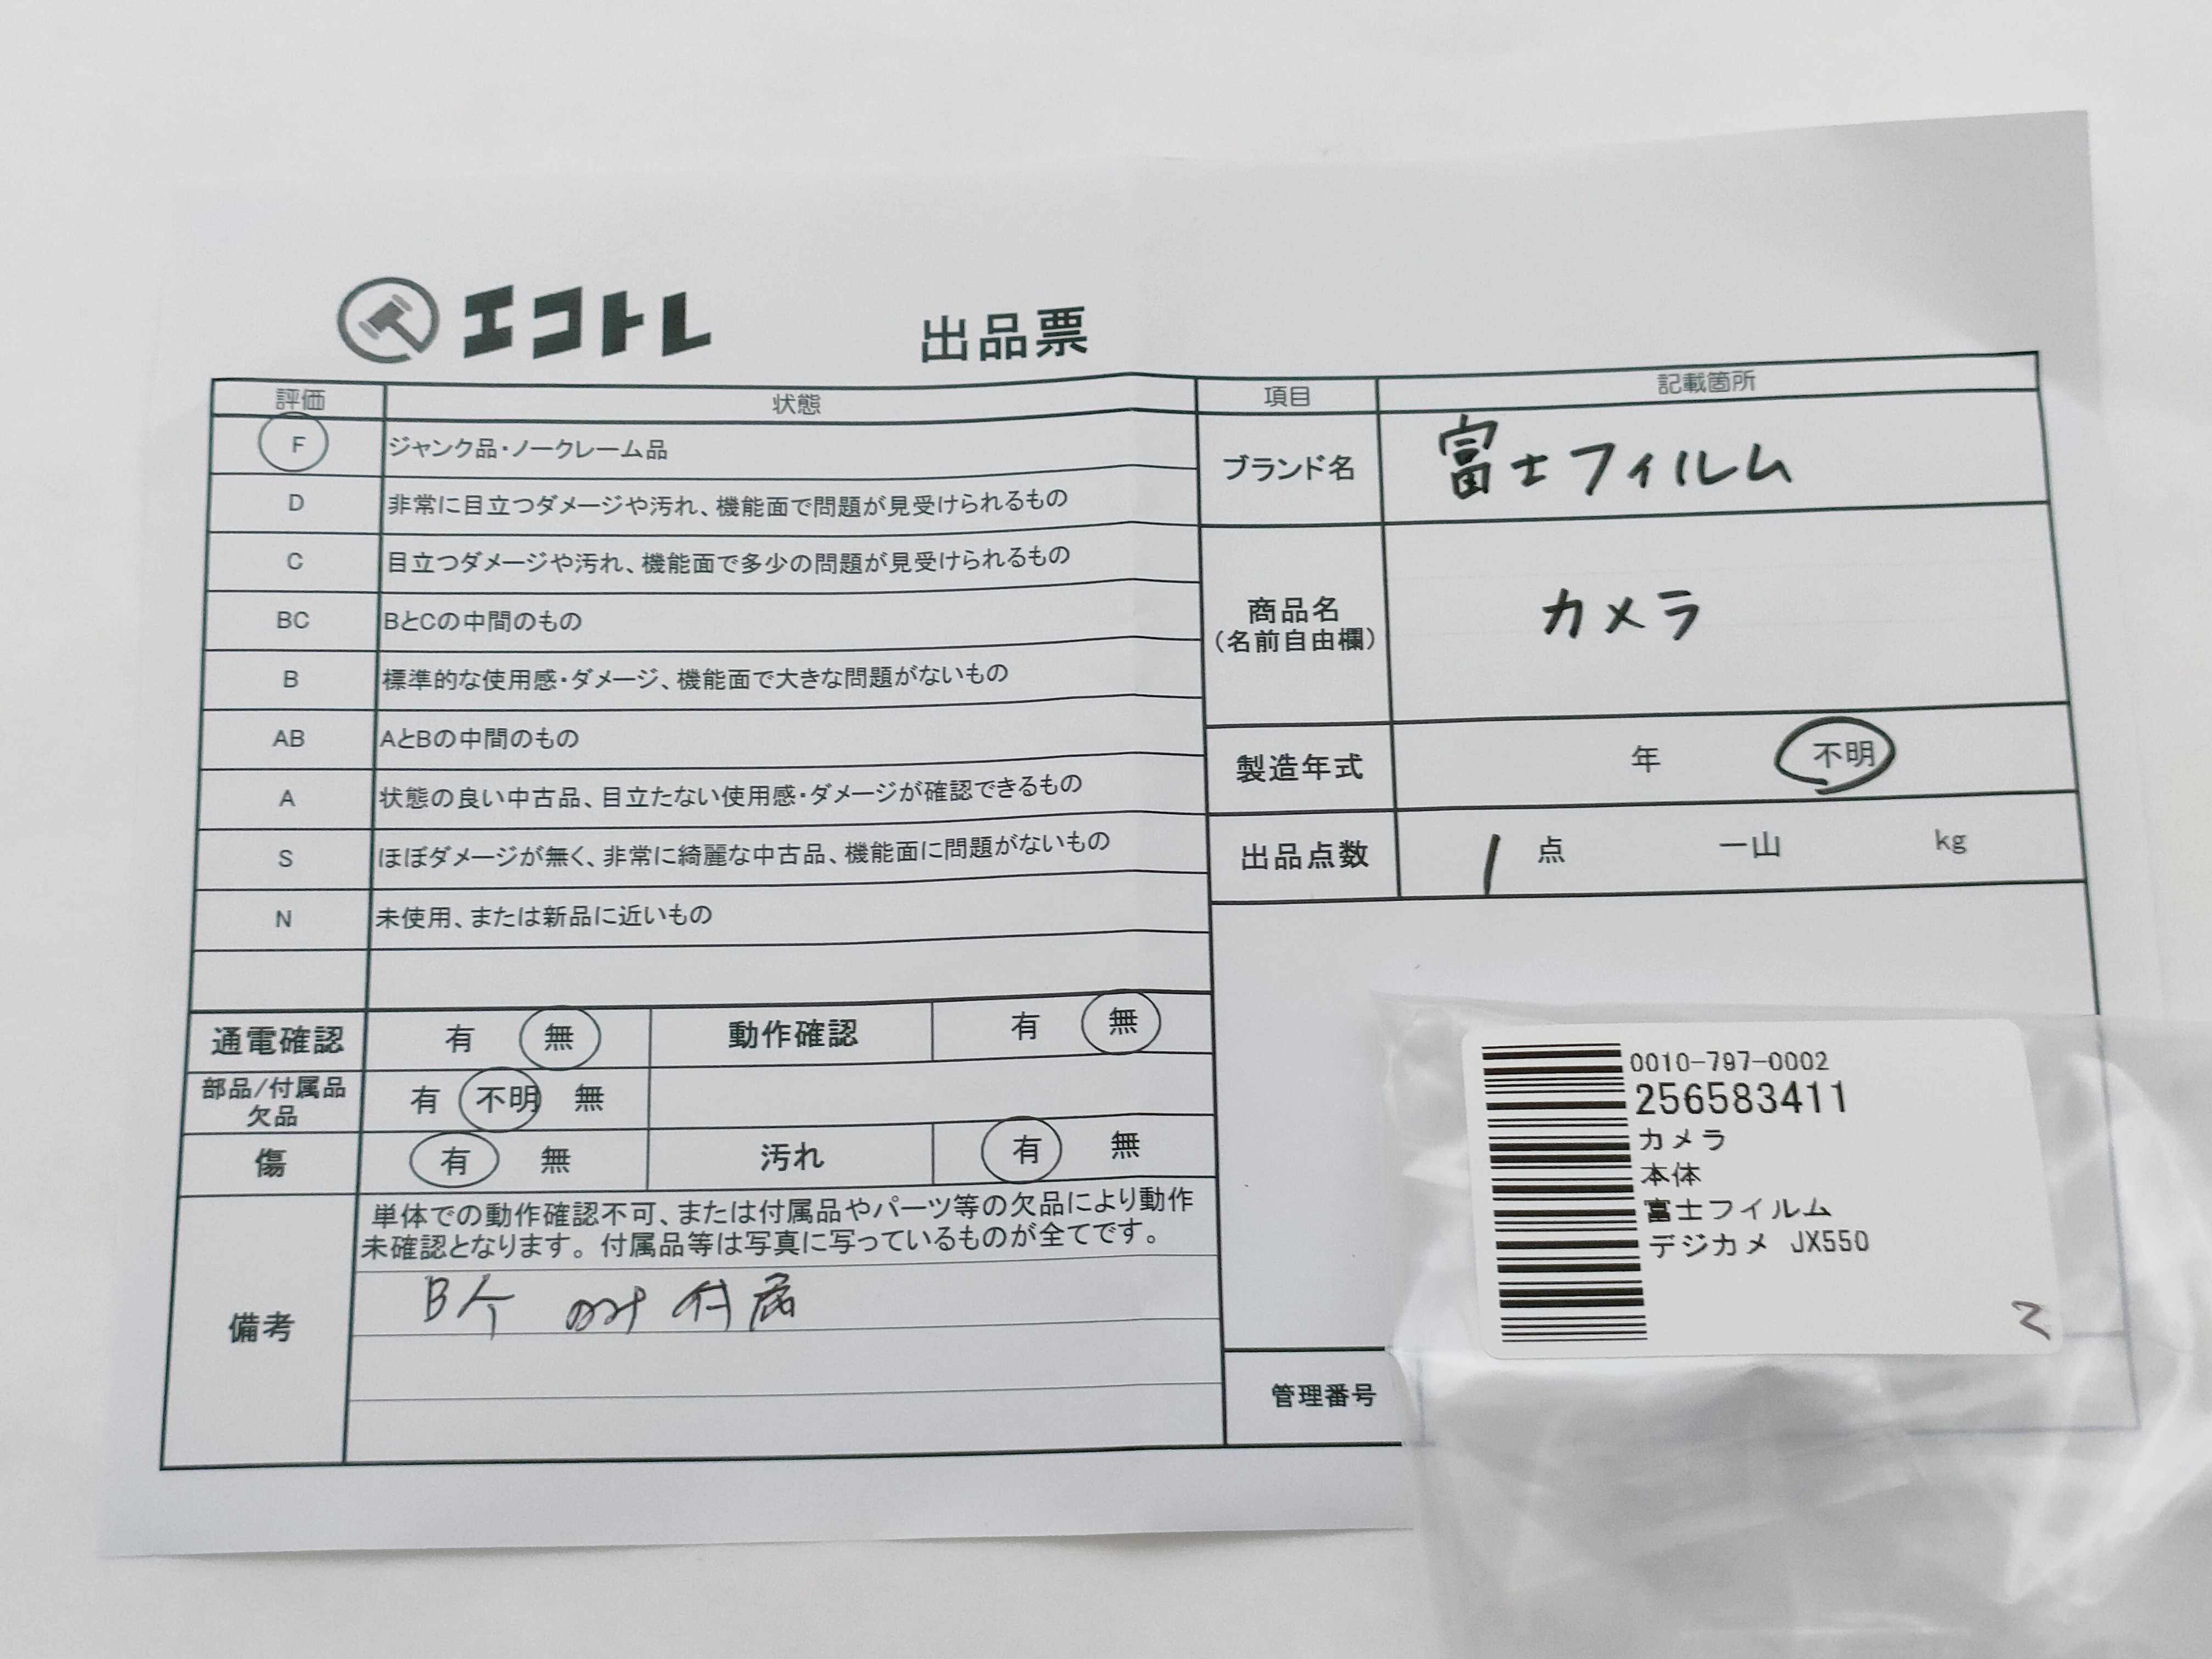 エコトレ
出品票
評価 状態
F ジャンク品・ノークレーム品
D 非常に目立つダメージや汚れ、機能面で問題が見受けられるもの
C 目立つダメージや汚れ、機能面で多少の問題が見受けられるもの
BC BとCの中間のもの
B 標準的な使用感・ダメージ、機能面で大きな問題がないもの
AB AとBの中間のもの
A 状態の良い中古品、目立たない使用感・ダメージが確認できるもの
S ほぼダメージが無く、非常に綺麗な中古品、機能面に問題がないもの
N 未使用、または新品に近いもの
通電確認 有 無 動作確認 有 無
部品/付属品
欠品 有 不明 無
傷 有 無 汚れ 有 無
備考
単体での動作確認不可、または付属品やパーツ等の欠品により動作
未確認となります。付属品等は写真に写っているものが全てです。
付属
項目 記載箇所
ブランド名 富士フィルム
商品名
(名前自由欄)
カメラ
製造年式 年 不明
出品点数 1 点 一山 kg
管理番号
0010-797-0002
256583411
カメラ
本体
富士フイルム
デジカメ JX550